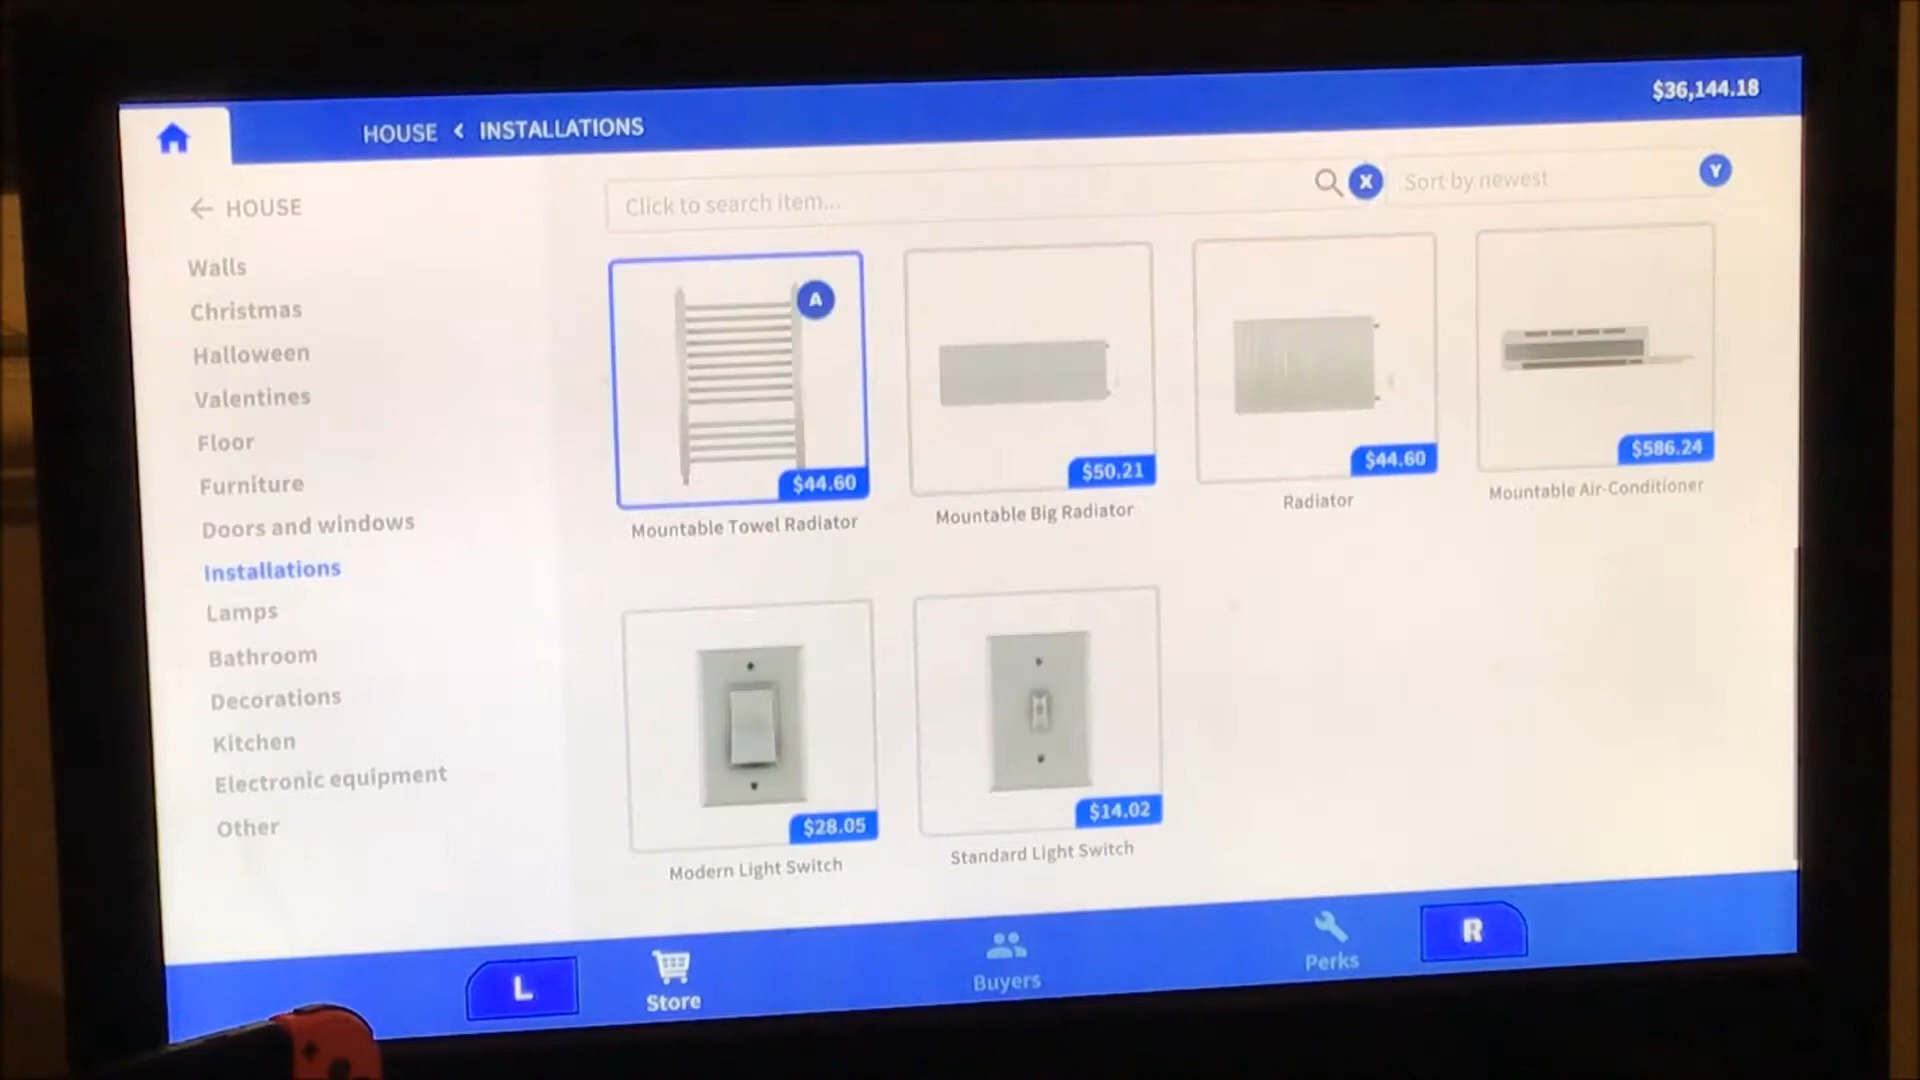 $36,144.18
HOUSE < INSTALLATIONS
← HOUSE
Click to search item...
X
Sort by newest
Y
Walls
Christmas
Halloween
Valentines
Floor
Furniture
Doors and windows
Installations
Lamps
Bathroom
Decorations
Kitchen
Electronic equipment
Other
A
$44.60
Mountable Towel Radiator
$50.21
Mountable Big Radiator
$44.60
Radiator
$586.24
Mountable Air-Conditioner
$28.05
Modern Light Switch
$14.02
Standard Light Switch
L
Store
Buyers
Perks
R